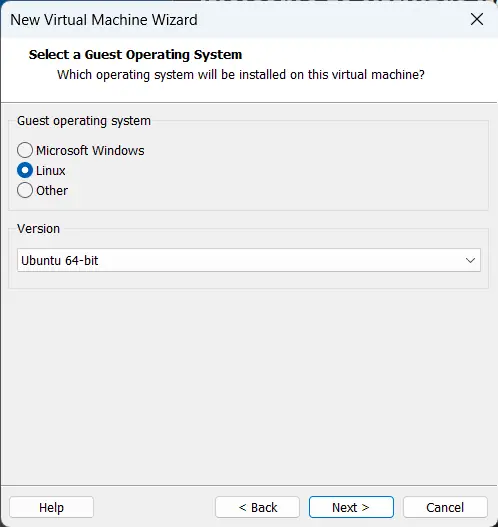 New Virtual Machine Wizard
Select a Guest Operating System
Which operating system will be installed on this virtual machine?
Guest operating system
Microsoft Windows
Linux
Other
Version
Ubuntu 64-bit
Help
< Back
Next >
Cancel